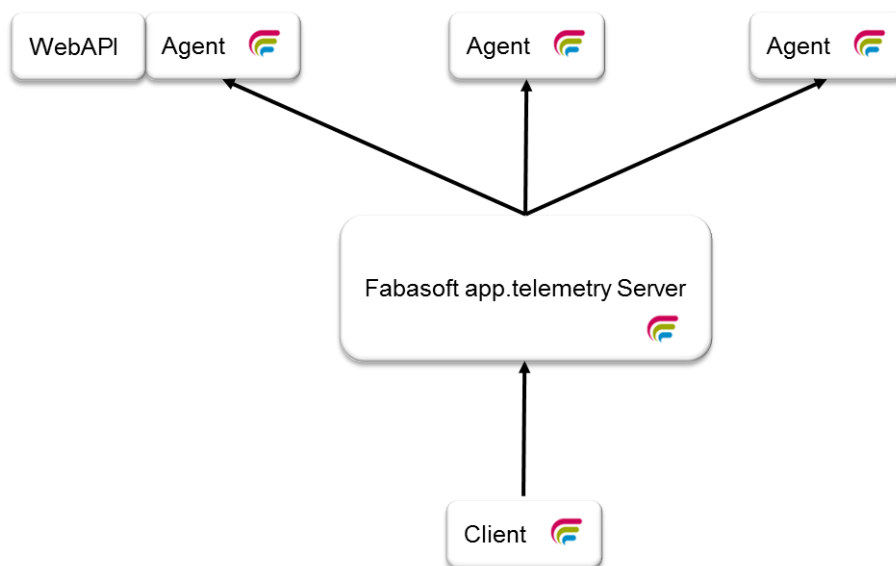 WebAPI
Agent
Agent
Agent
Fabasoft app.telemetry Server
Client